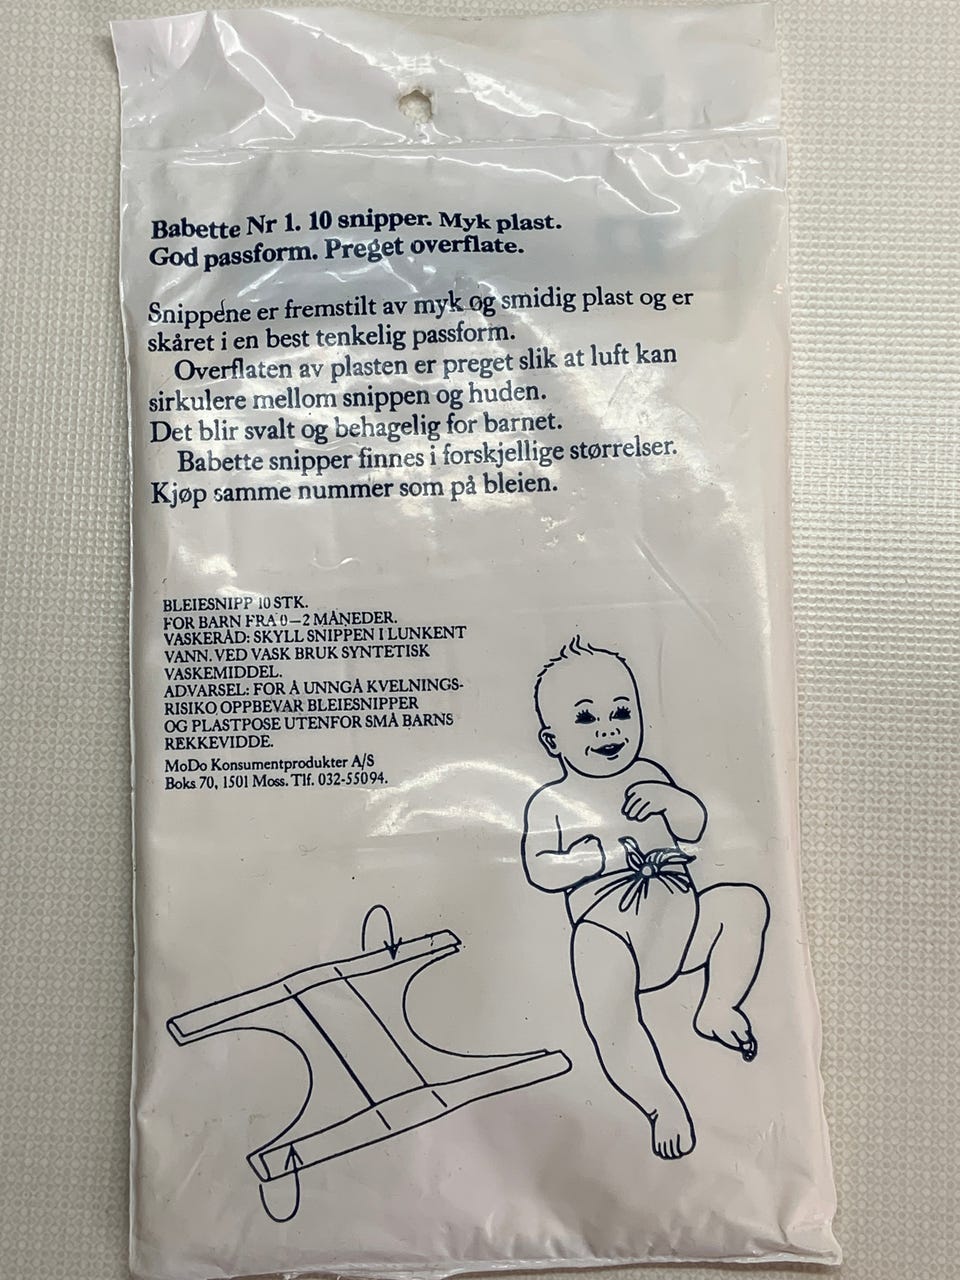 Babette Nr 1. 10 snipper. Myk plast.
God passform. Preget overflate.
Snippene er fremstilt av myk og smidig plast og er
skåret i en best tenkelig passform.
Overflaten av plasten er preget slik at luft kan
sirkulere mellom snippen og huden.
Det blir svalt og behagelig for barnet.
Babette snipper finnes i forskjellige størrelser.
Kjøp samme nummer som på bleien.
BLEIESNIPP 10 STK.
FOR BARN FRA 0–2 MÅNEDER.
VASKERÅD: SKYLL SNIPPEN I LUNKENT
VANN. VED VASK BRUK SYNTETISK
VASKEMIDDEL.
ADVARSEL: FOR Å UNNGÅ KVELNINGS-
RISIKO OPPBEVAR BLEIESNIPPER
OG PLASTPOSE UTENFOR SMÅ BARNS
REKKEVIDDE.
MoDo Konsumentprodukter A/S
Boks 70, 1501 Moss. Tlf. 032-55094.